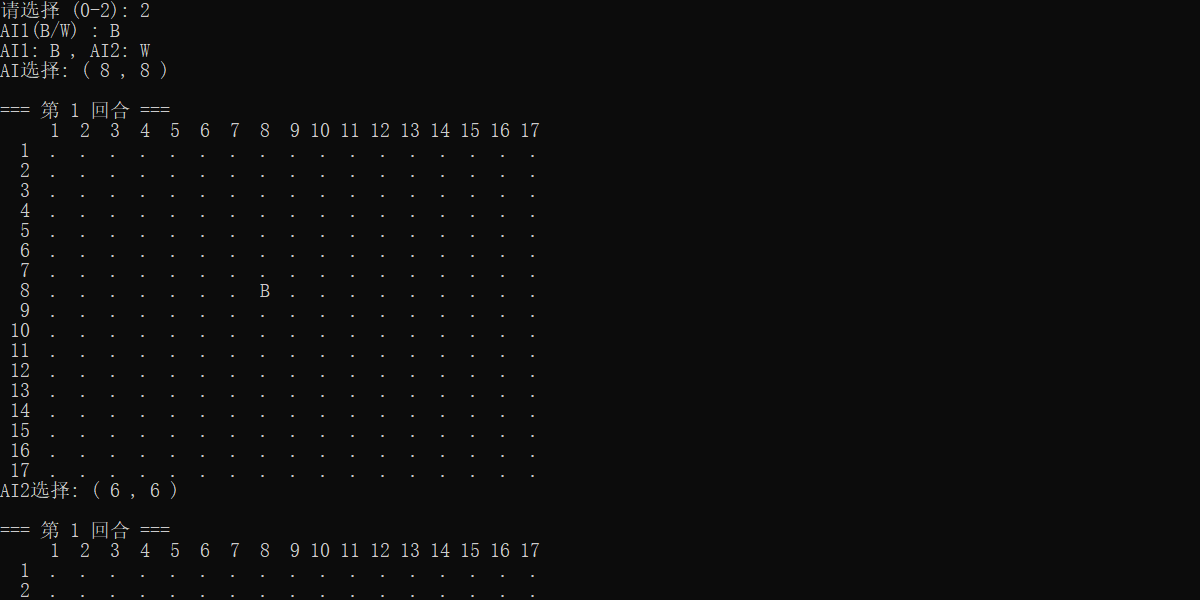 请选择 (0-2): 2
AI1(B/W) : B
AI1: B , AI2: W
AI选择: ( 8 , 8 )
=== 第 1 回合 ===
1 2 3 4 5 6 7 8 9 10 11 12 13 14 15 16 17
1 . . . . . . . . . . . . . . . . .
2 . . . . . . . . . . . . . . . . .
3 . . . . . . . . . . . . . . . . .
4 . . . . . . . . . . . . . . . . .
5 . . . . . . . . . . . . . . . . .
6 . . . . . . . . . . . . . . . . .
7 . . . . . . . . . . . . . . . . .
8 . . . . . . . B . . . . . . . . .
9 . . . . . . . . . . . . . . . . .
10 . . . . . . . . . . . . . . . . .
11 . . . . . . . . . . . . . . . . .
12 . . . . . . . . . . . . . . . . .
13 . . . . . . . . . . . . . . . . .
14 . . . . . . . . . . . . . . . . .
15 . . . . . . . . . . . . . . . . .
16 . . . . . . . . . . . . . . . . .
17 . . . . . . . . . . . . . . . . .
AI2选择: ( 6 , 6 )
=== 第 1 回合 ===
1 2 3 4 5 6 7 8 9 10 11 12 13 14 15 16 17
1 . . . . . . . . . . . . . . . . .
2 . . . . . . . . . . . . . . . . .